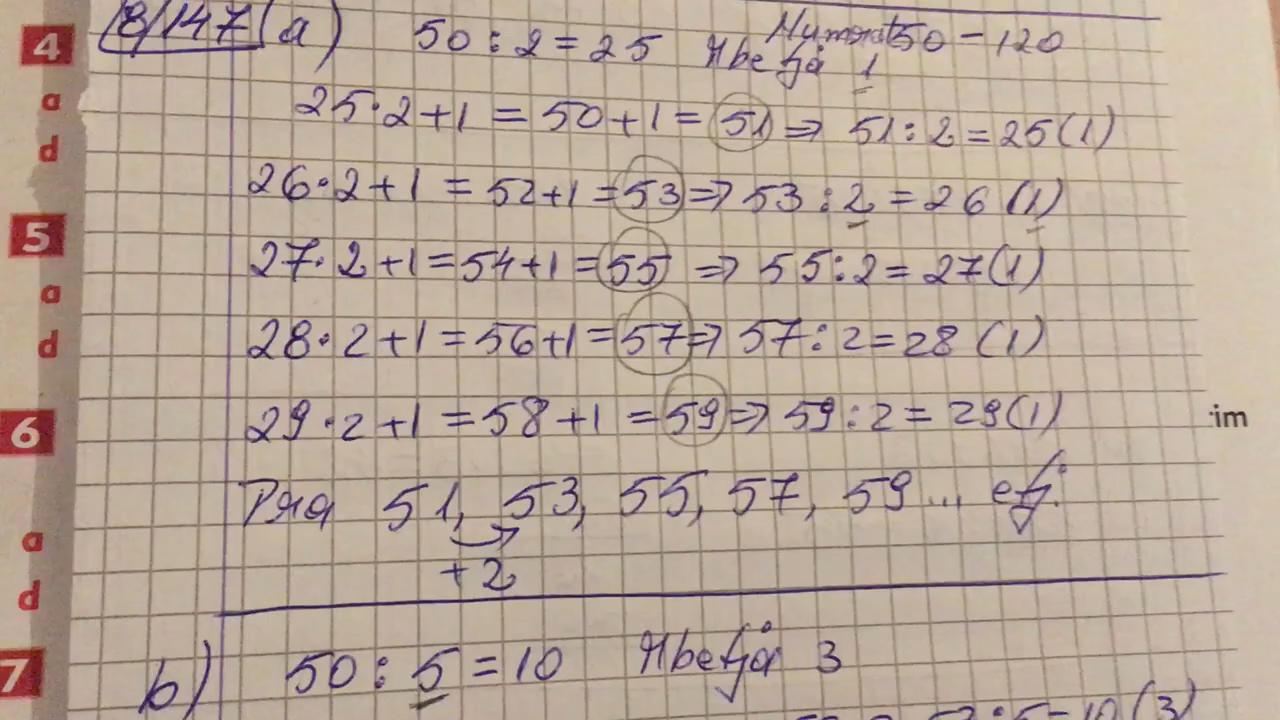 4
8/147 (a) 50 : 2 = 25 Numrat 50 - 120
Mbetja 1
a
25·2+1 = 50+1 = 51 => 51:2 = 25(1)
d
26·2+1 = 52+1 = 53 => 53:2 = 26 (1)
5
27·2+1 = 54+1 = 55 => 55:2 = 27(1)
a
28·2+1 = 56+1 = 57 => 57:2 = 28 (1)
d
29·2+1 = 58+1 = 59 => 59:2 = 29(1)
6
:im
Pra 51, 53, 55, 57, 59 ... etj.
a
+2
d
b) 50 : 5 = 10 Mbetja 3
7